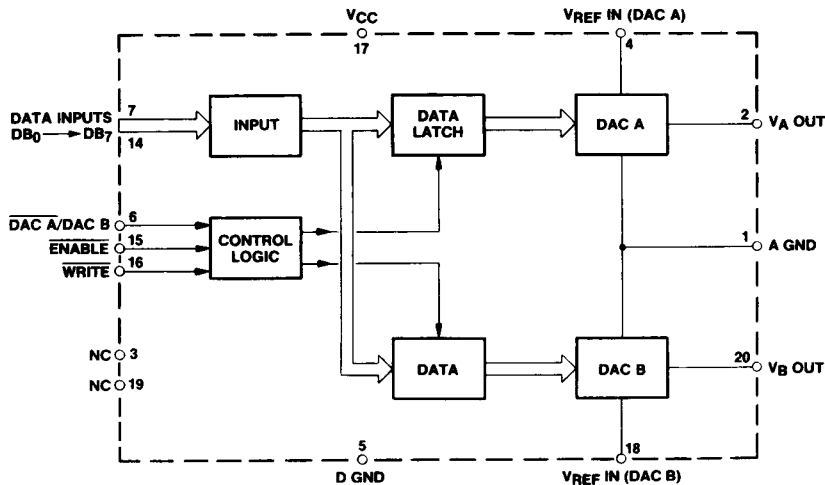 VCC
17
VREF IN (DAC A)
4
DATA INPUTS
DB0 → DB7
7
14
INPUT
DATA
LATCH
DAC A
2
VA OUT
DAC A/DAC B
6
ENABLE
15
WRITE
16
CONTROL
LOGIC
1
A GND
NC
3
NC
19
DATA
DAC B
20
VB OUT
5
D GND
18
VREF IN (DAC B)